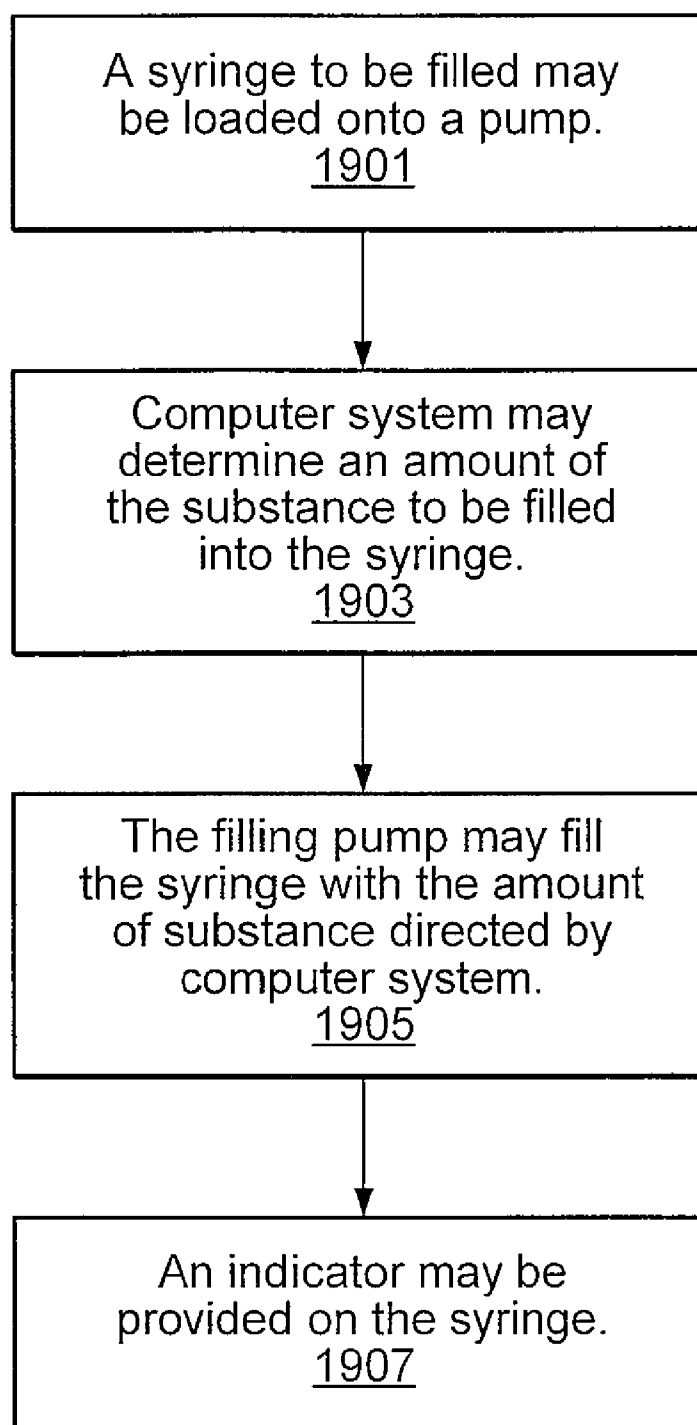 A syringe to be filled may
be loaded onto a pump.
1901
Computer system may
determine an amount of
the substance to be filled
into the syringe.
1903
The filling pump may fill
the syringe with the amount
of substance directed by
computer system.
1905
An indicator may be
provided on the syringe.
1907